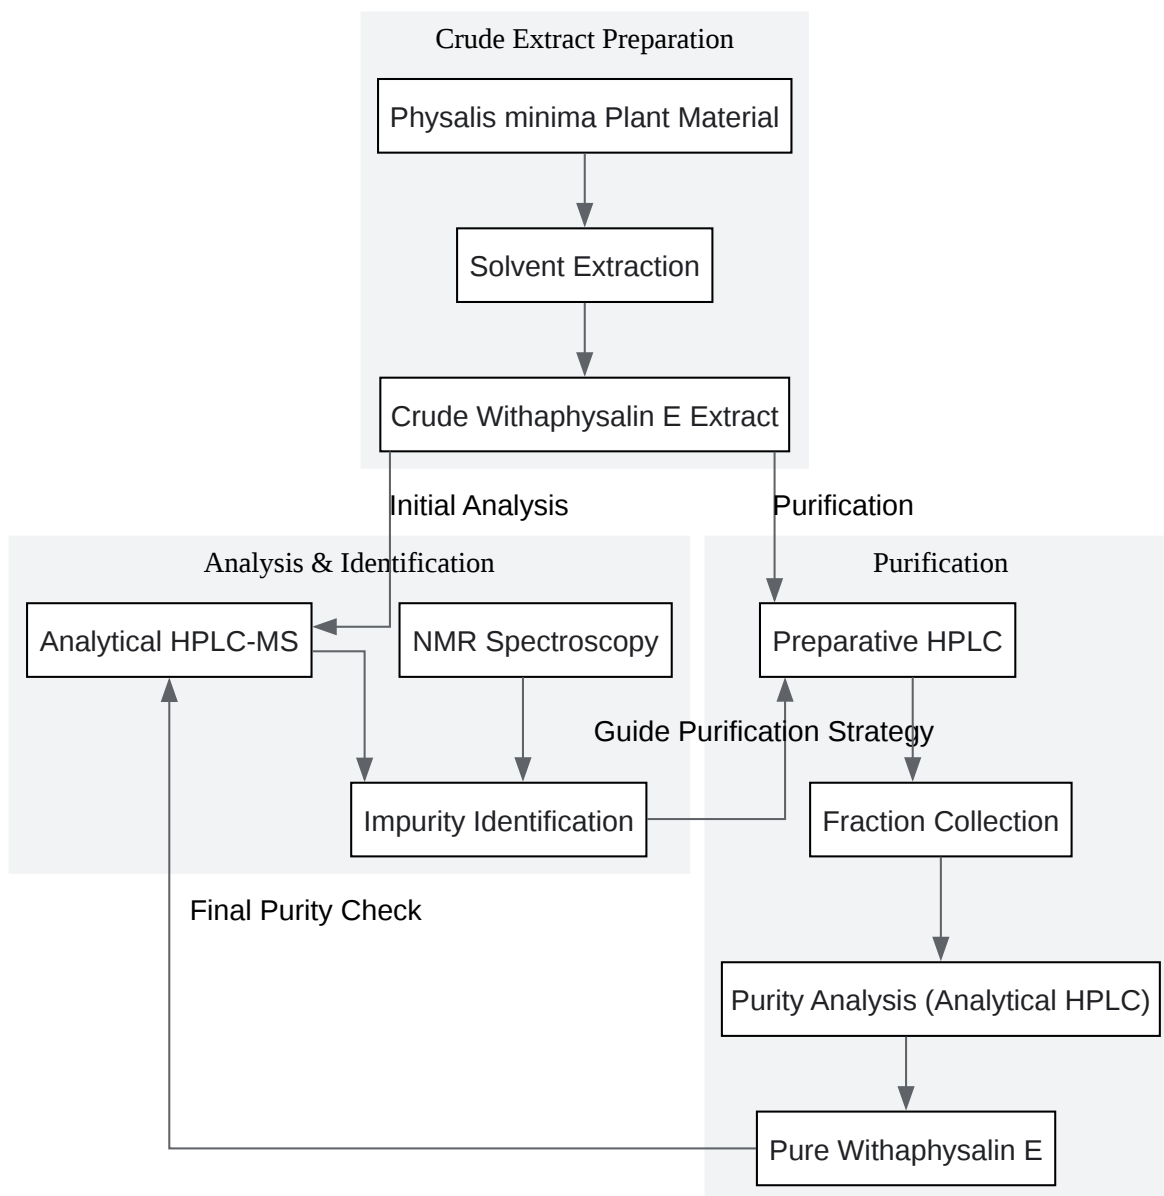 Crude Extract Preparation
Physalis minima Plant Material
Solvent Extraction
Crude Withaphysalin E Extract
Initial Analysis
Purification
Analysis & Identification
Purification
Analytical HPLC-MS
NMR Spectroscopy
Preparative HPLC
Guide Purification Strategy
Impurity Identification
Fraction Collection
Final Purity Check
Purity Analysis (Analytical HPLC)
Pure Withaphysalin E